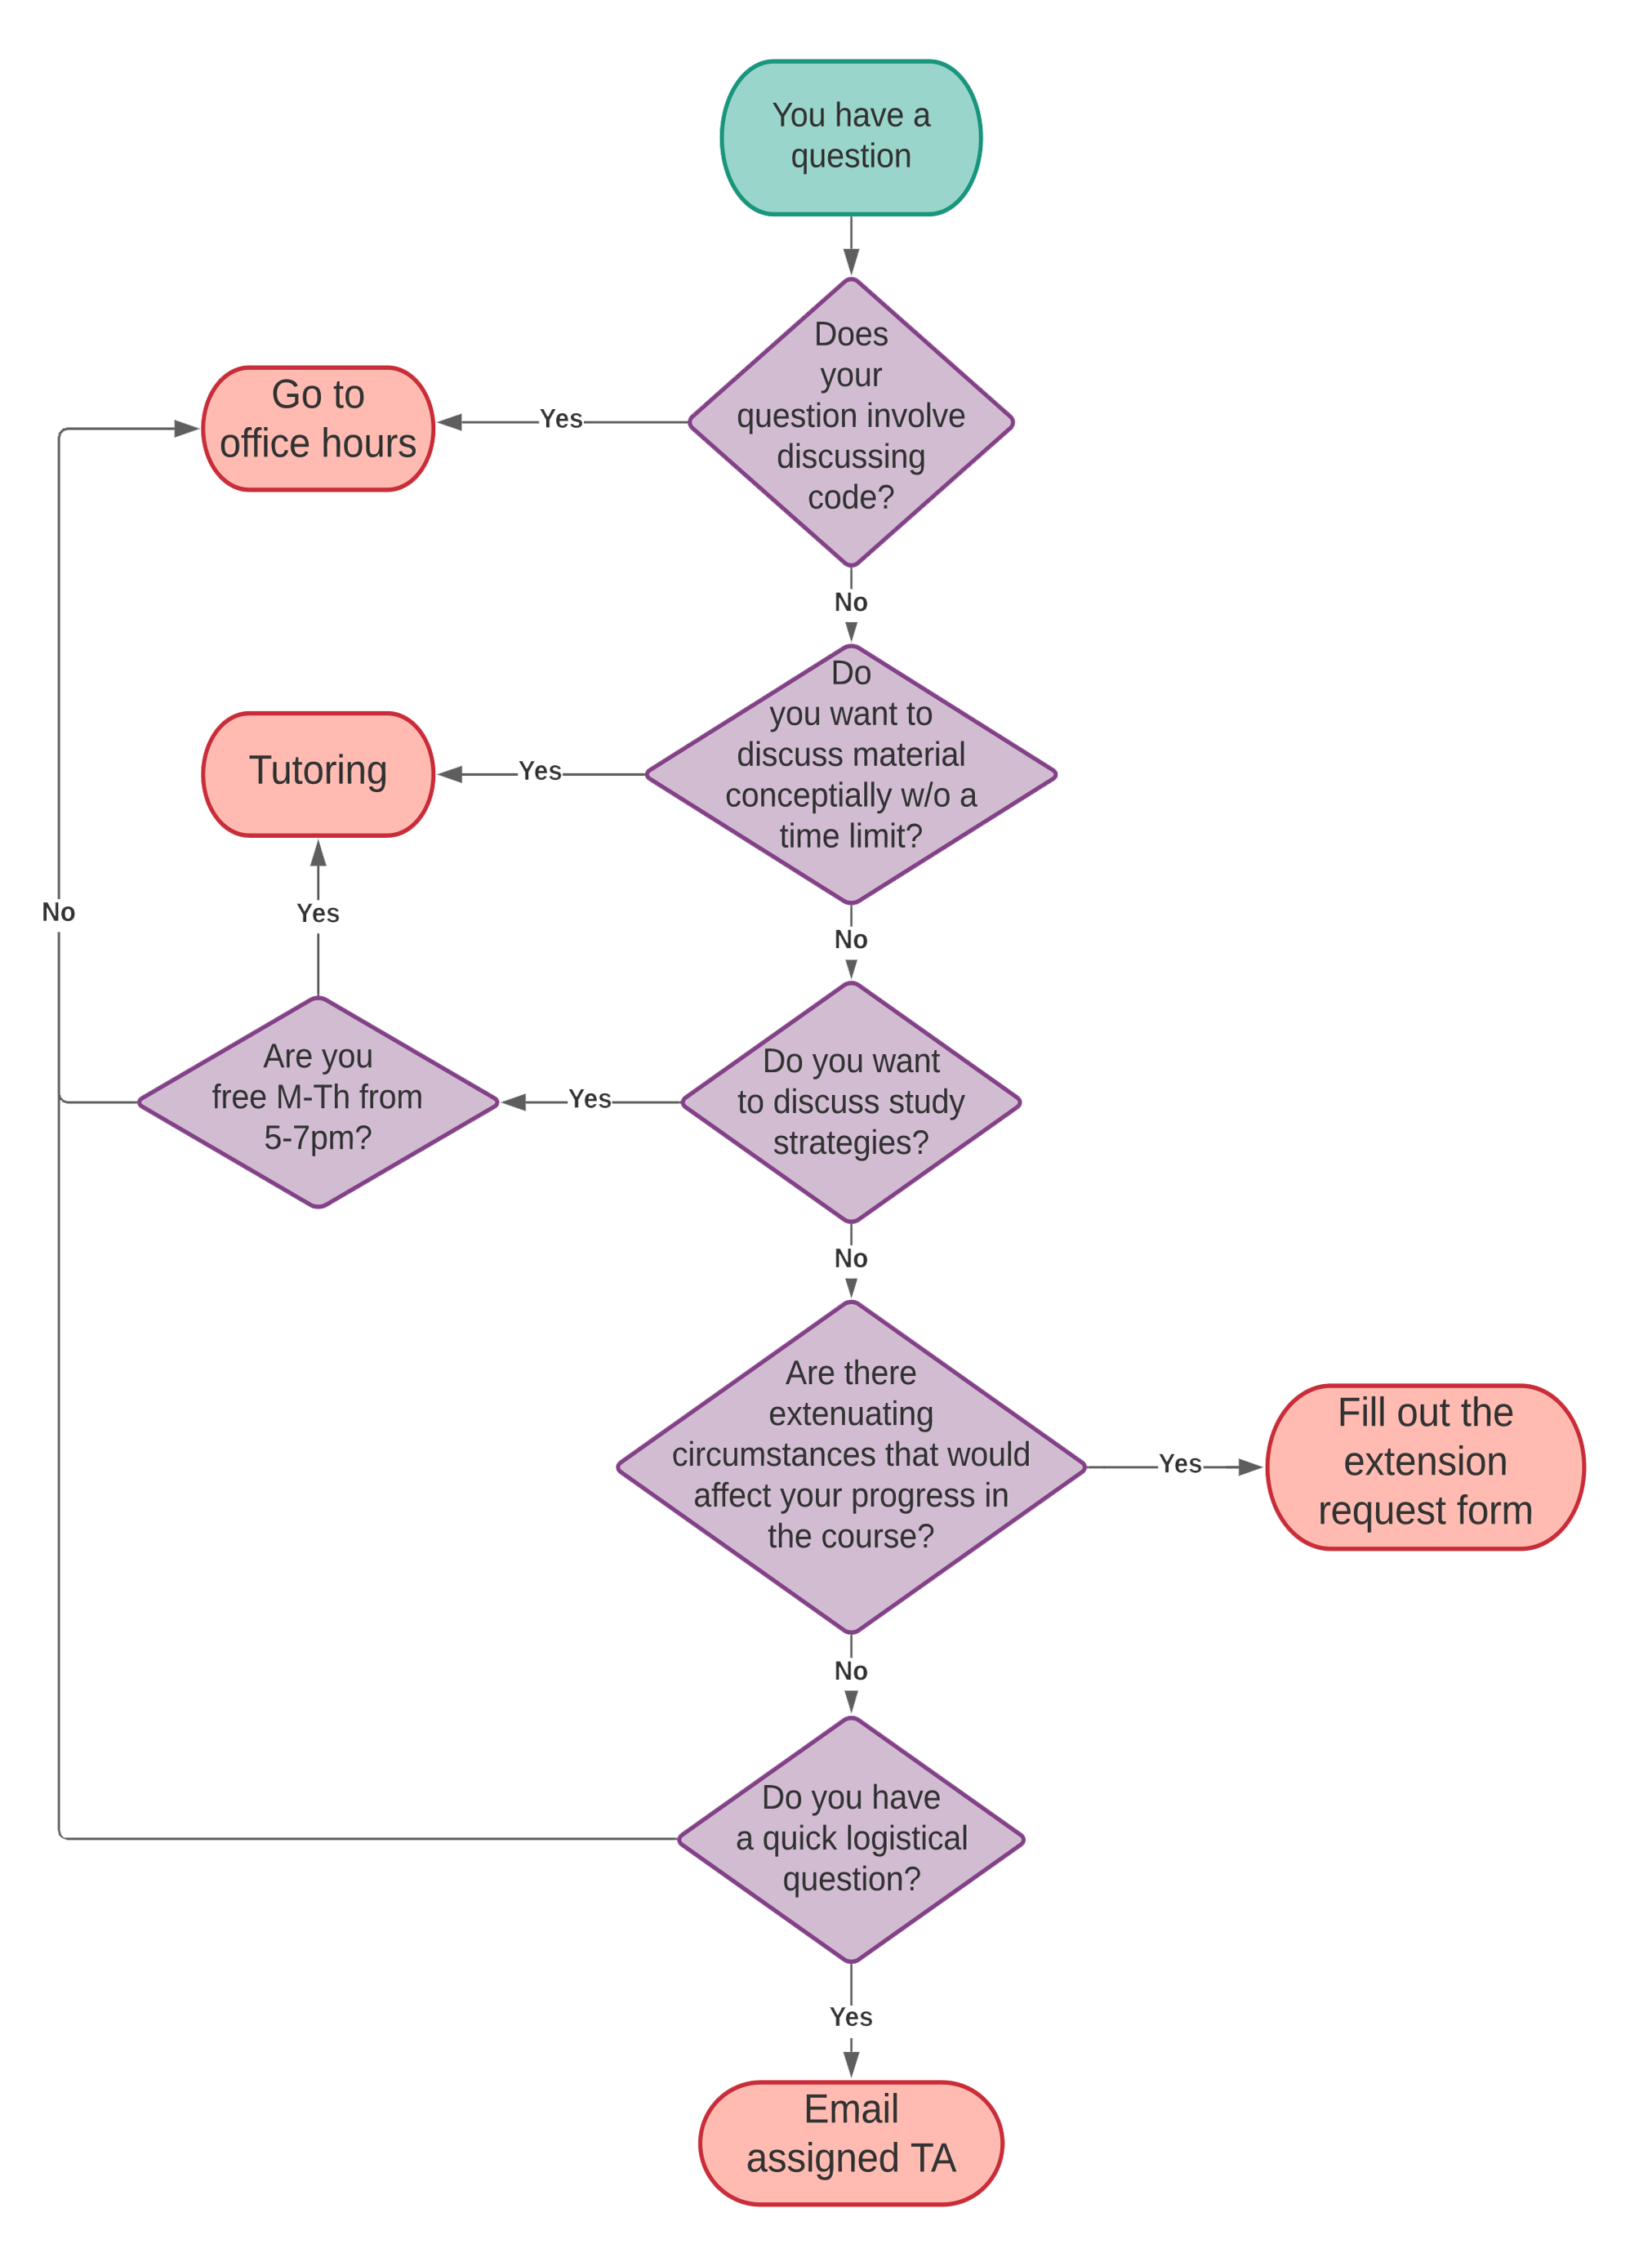 You have a
question
Does
your
question involve
discussing
code?
Yes
Go to
office hours
No
Do
you want to
discuss material
conceptially w/o a
time limit?
Yes
Tutoring
No
Yes
No
Do you want
to discuss study
strategies?
Yes
Are you
free M-Th from
5-7pm?
No
Are there
extenuating
circumstances that would
affect your progress in
the course?
Yes
Fill out the
extension
request form
No
Do you have
a quick logistical
question?
Yes
Email
assigned TA